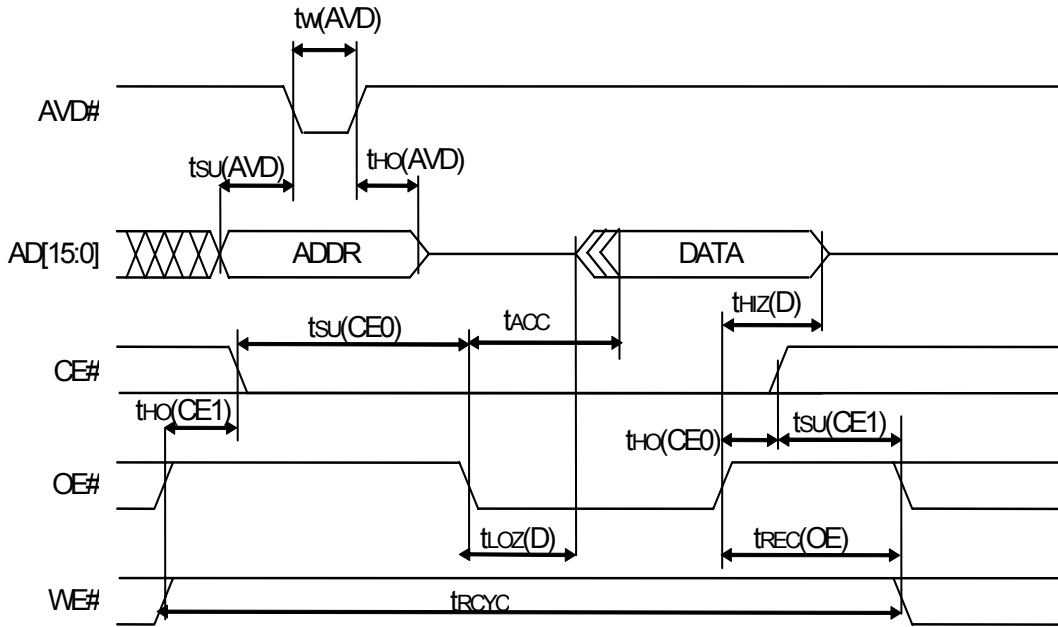 tw(AVD)
AVD#
tSU(AVD)
tHO(AVD)
AD[15:0]
ADDR
DATA
tHIZ(D)
tSU(CE0)
tACC
CE#
tHO(CE1)
tHO(CE0)
tSU(CE1)
OE#
tLOZ(D)
tREC(OE)
WE#
tRCYC